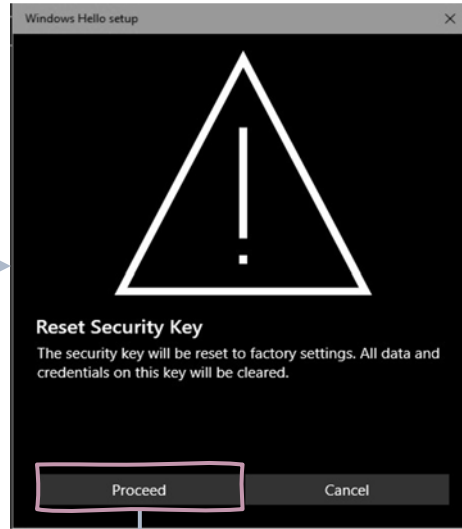 Windows Hello setup
Reset Security Key
The security key will be reset to factory settings. All data and
credentials on this key will be cleared.
Proceed
Cancel